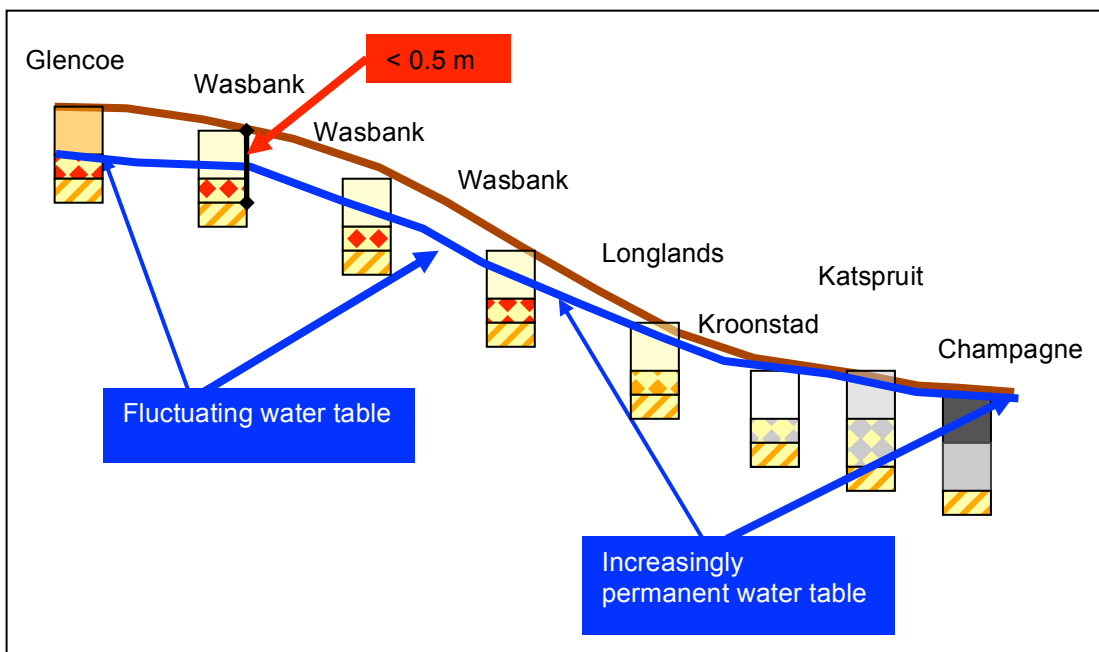 Glencoe
Wasbank
< 0.5 m
Wasbank
Wasbank
Longlands
Katspruit
Kroonstad
Champagne
Fluctuating water table
Increasingly
permanent water table